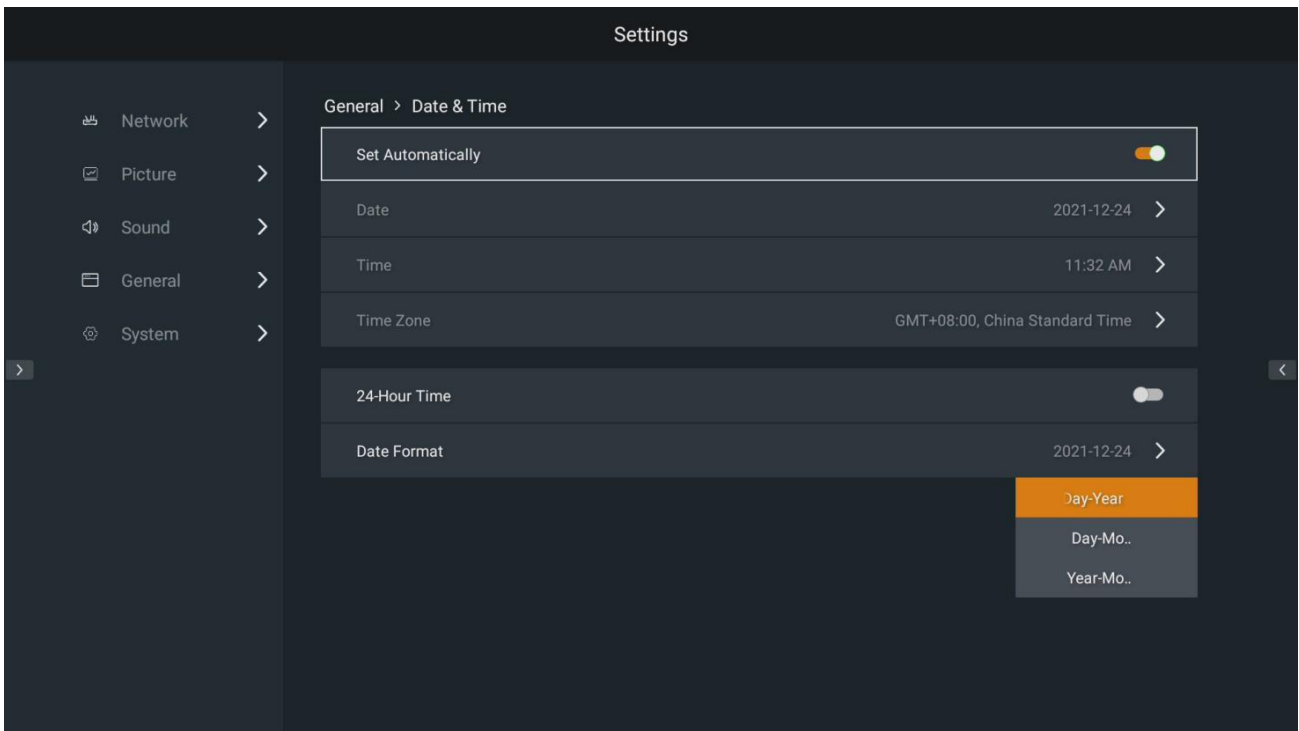 Settings
Network
Picture
Sound
General
System
General > Date & Time
Set Automatically
Date 2021-12-24
Time 11:32 AM
Time Zone GMT+08:00, China Standard Time
24-Hour Time
Date Format 2021-12-24
Day-Year
Day-Mo..
Year-Mo..